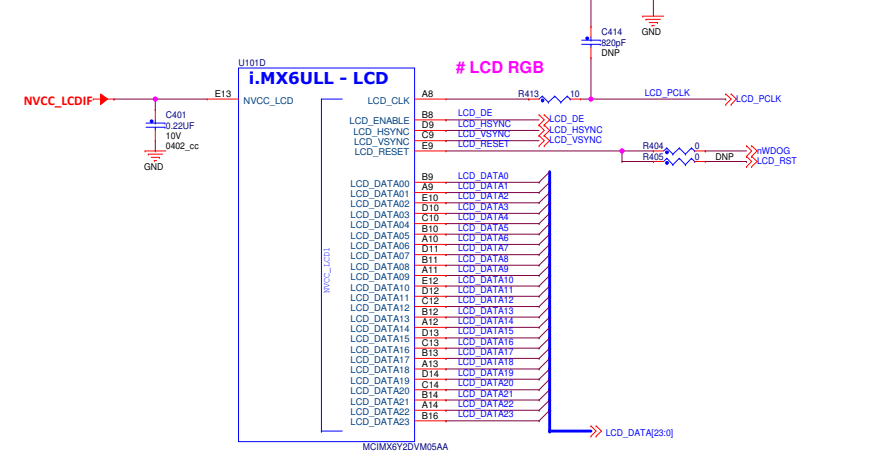 C414
820pF
DNP
GND
U101D
i.MX6ULL - LCD
# LCD RGB
NVCC_LCDIF
E13
NVCC_LCD
LCD_CLK
A8
R413
10
LCD_PCLK
LCD_PCLK
C401
0.22UF
10V
0402_cc
GND
LCD_ENABLE
B8
LCD_DE
LCD_DE
LCD_HSYNC
D9
LCD_HSYNC
LCD_HSYNC
LCD_VSYNC
C9
LCD_VSYNC
LCD_VSYNC
LCD_RESET
E9
LCD_RESET
R404
0
nWDOG
R405
0
DNP
LCD_RST
NVCC_LCD1
LCD_DATA00 B9 LCD_DATA0
LCD_DATA01 A9 LCD_DATA1
LCD_DATA02 E10 LCD_DATA2
LCD_DATA03 D10 LCD_DATA3
LCD_DATA04 C10 LCD_DATA4
LCD_DATA05 B10 LCD_DATA5
LCD_DATA06 A10 LCD_DATA6
LCD_DATA07 D11 LCD_DATA7
LCD_DATA08 B11 LCD_DATA8
LCD_DATA09 A11 LCD_DATA9
LCD_DATA10 E12 LCD_DATA10
LCD_DATA11 D12 LCD_DATA11
LCD_DATA12 C12 LCD_DATA12
LCD_DATA13 B12 LCD_DATA13
LCD_DATA14 A12 LCD_DATA14
LCD_DATA15 D13 LCD_DATA15
LCD_DATA16 C13 LCD_DATA16
LCD_DATA17 B13 LCD_DATA17
LCD_DATA18 A13 LCD_DATA18
LCD_DATA19 D14 LCD_DATA19
LCD_DATA20 C14 LCD_DATA20
LCD_DATA21 B14 LCD_DATA21
LCD_DATA22 A14 LCD_DATA22
LCD_DATA23 B16 LCD_DATA23
LCD_DATA[23:0]
MCIMX6Y2DVM05AA